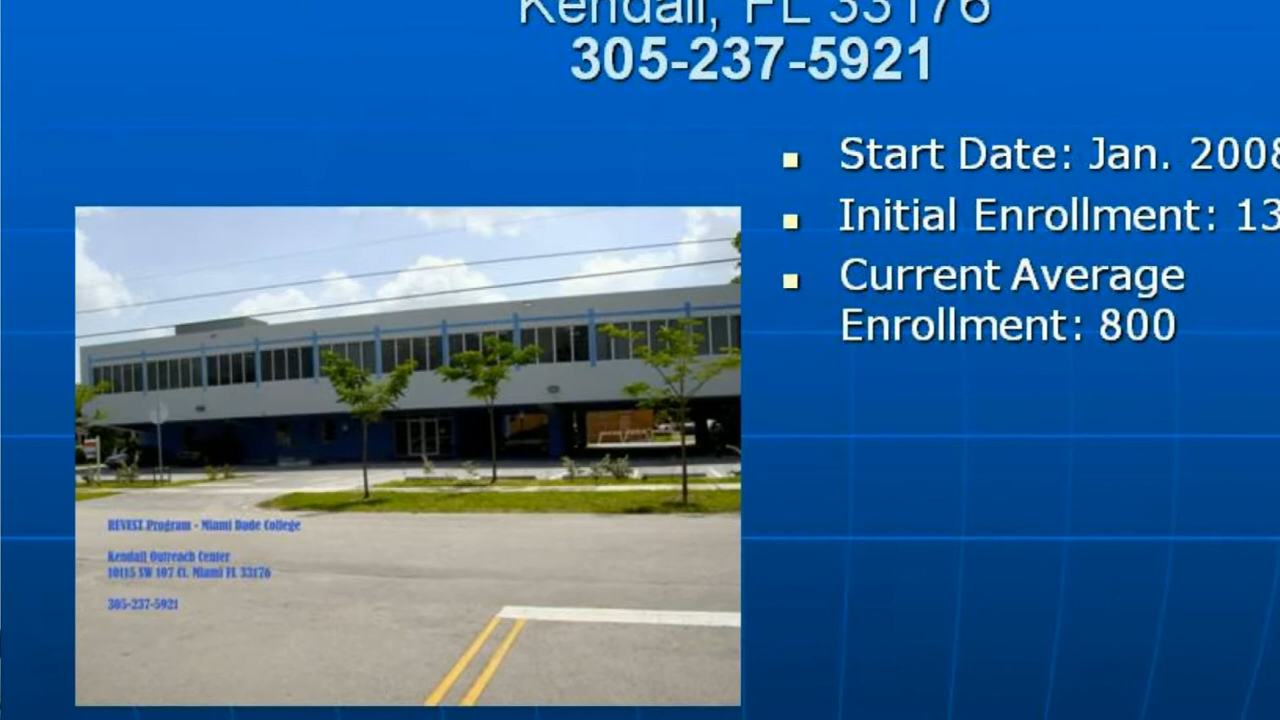 Kendall, FL 33176
305-237-5921
Start Date: Jan. 2008
Initial Enrollment: 13
Current Average
Enrollment: 800
REVEST Program - Miami Dade College
Kendall Outreach Center
10115 SW 107 Ct. Miami FL 33176
305-237-5921